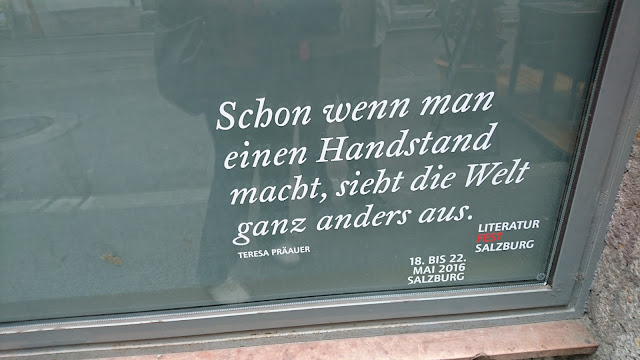 Schon wenn man
einen Handstand
macht, sieht die Welt
ganz anders aus.
TERESA PRÄAUER
LITERATUR
FEST
SALZBURG
18. BIS 22.
MAI 2016
SALZBURG